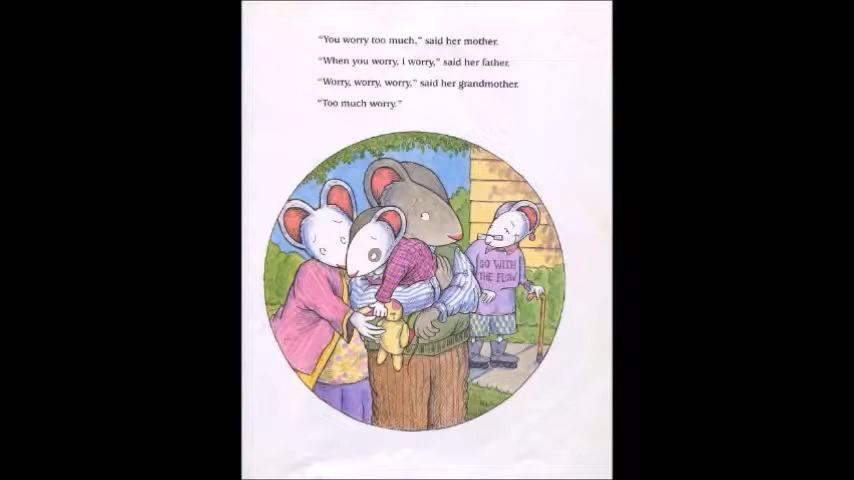 "You worry too much," said her mother.
"When you worry, I worry," said her father.
"Worry, worry, worry," said her grandmother.
"Too much worry."
GO WITH
THE FLOW